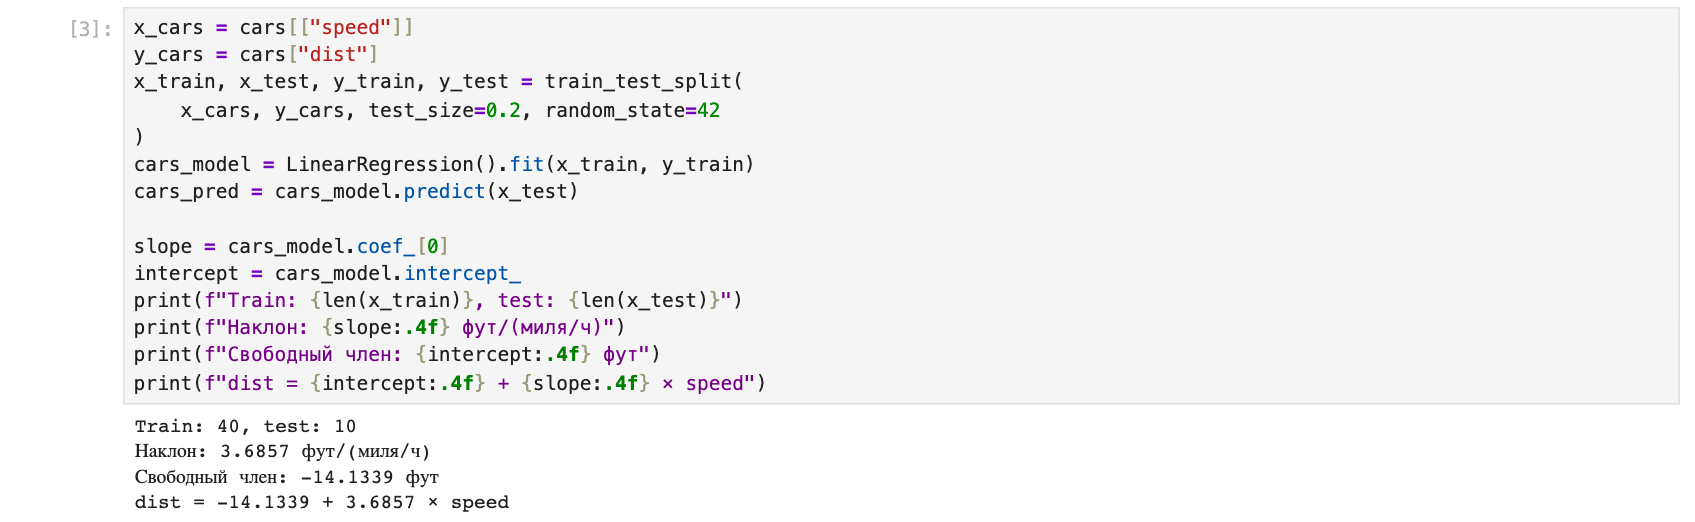 [3]:
x_cars = cars[["speed"]]
y_cars = cars["dist"]
x_train, x_test, y_train, y_test = train_test_split(
    x_cars, y_cars, test_size=0.2, random_state=42
)
cars_model = LinearRegression().fit(x_train, y_train)
cars_pred = cars_model.predict(x_test)

slope = cars_model.coef_[0]
intercept = cars_model.intercept_
print(f"Train: {len(x_train)}, test: {len(x_test)}")
print(f"Наклон: {slope:.4f} фут/(миля/ч)")
print(f"Свободный член: {intercept:.4f} фут")
print(f"dist = {intercept:.4f} + {slope:.4f} × speed")
Train: 40, test: 10
Наклон: 3.6857 фут/(миля/ч)
Свободный член: -14.1339 фут
dist = -14.1339 + 3.6857 × speed